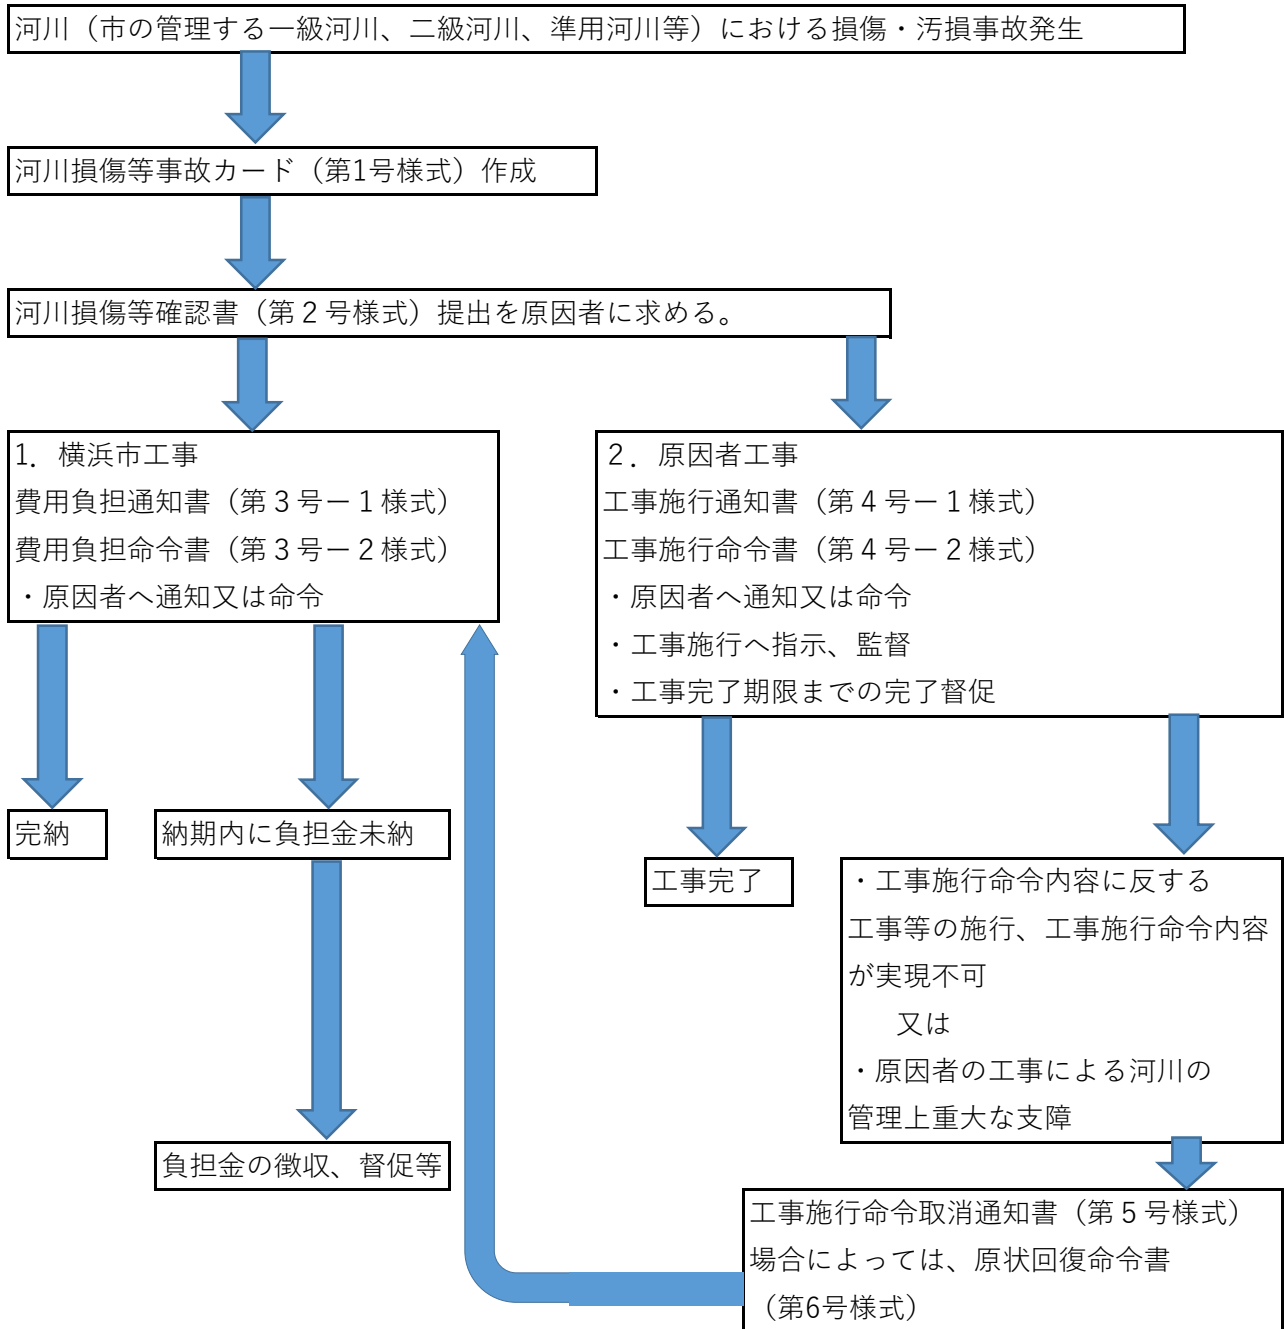 河川（市の管理する一級河川、二級河川、準用河川等）における損傷・汚損事故発生
河川損傷等事故カード（第1号様式）作成
河川損傷等確認書（第２号様式）提出を原因者に求める。
1．横浜市工事
費用負担通知書（第３号ー１様式）
費用負担命令書（第３号ー２様式）
・原因者へ通知又は命令
２．原因者工事
工事施行通知書（第４号ー１様式）
工事施行命令書（第４号ー２様式）
・原因者へ通知又は命令
・工事施行へ指示、監督
・工事完了期限までの完了督促
完納
納期内に負担金未納
工事完了
・工事施行命令内容に反する
工事等の施行、工事施行命令内容
が実現不可
又は
・原因者の工事による河川の
管理上重大な支障
負担金の徴収、督促等
工事施行命令取消通知書（第５号様式）
場合によっては、原状回復命令書
（第6号様式）